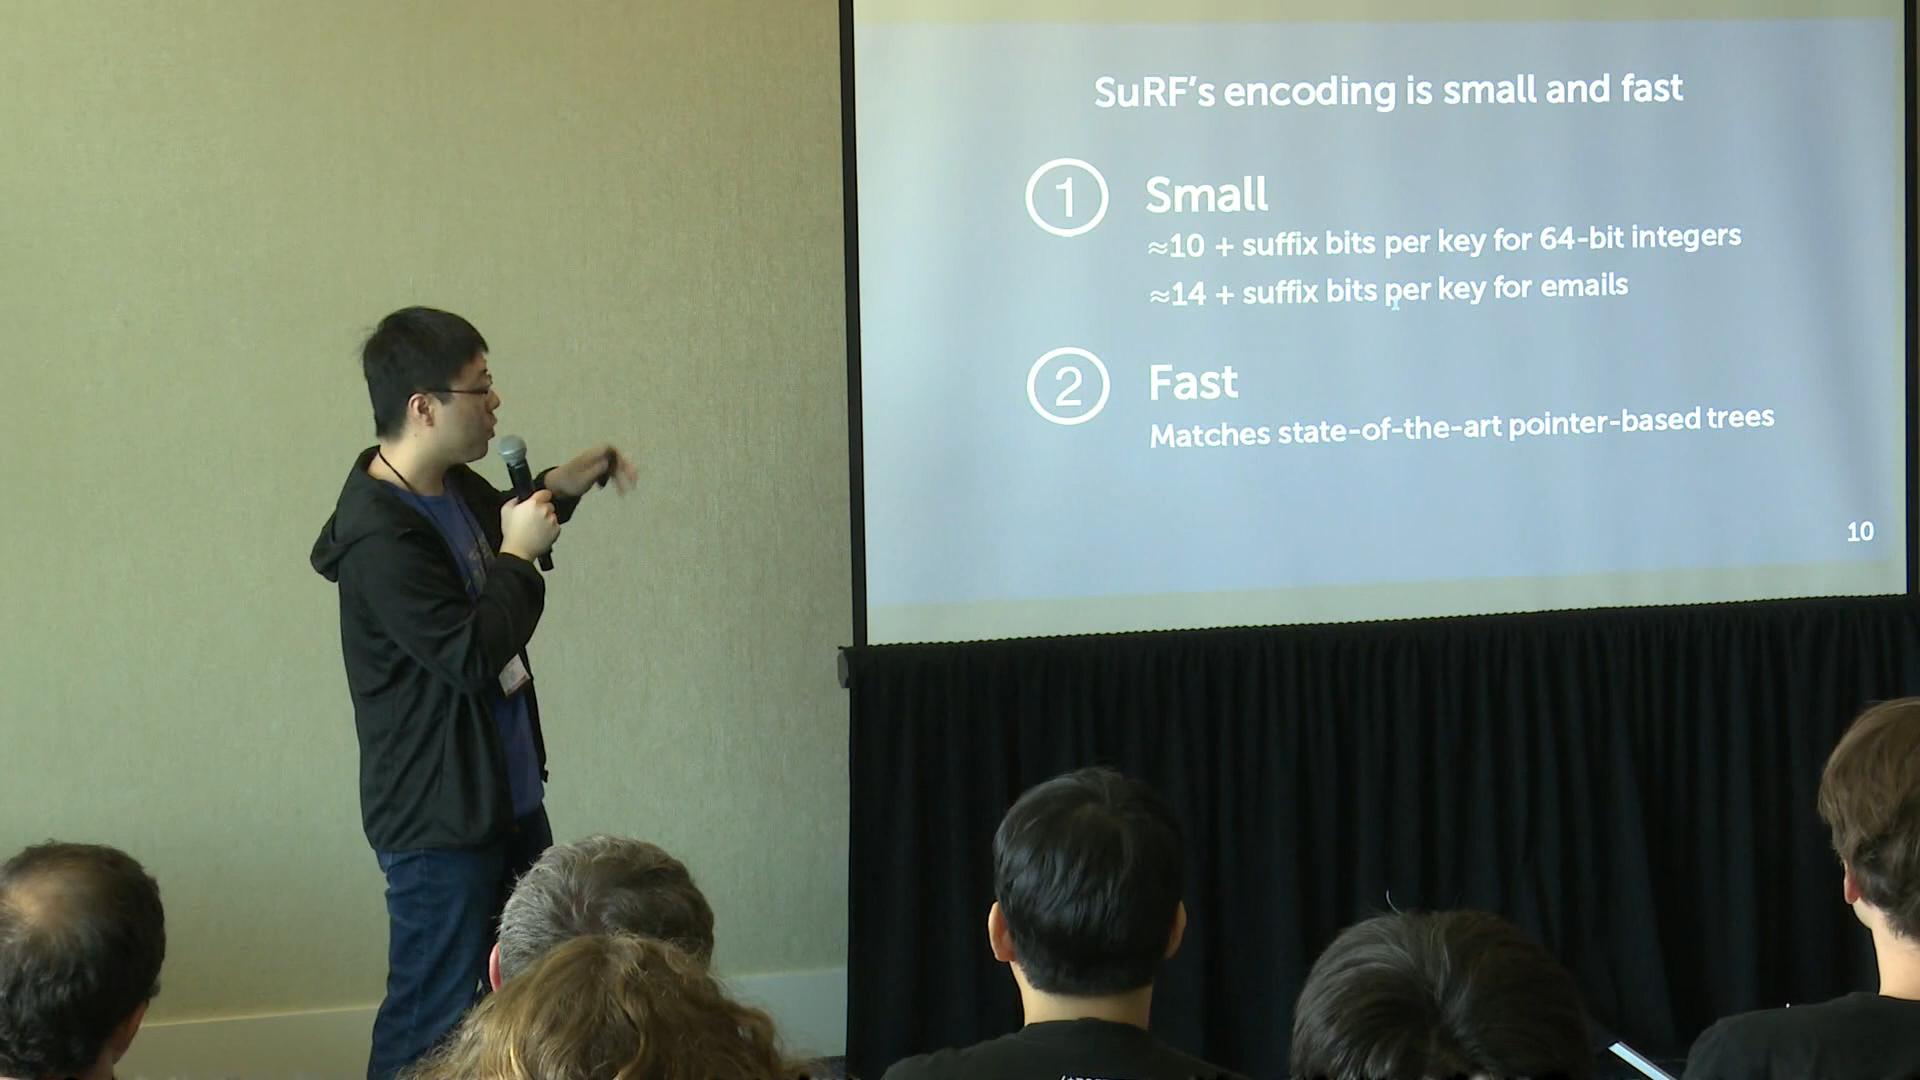 SuRF's encoding is small and fast
1 Small
≈10 + suffix bits per key for 64-bit integers
≈14 + suffix bits per key for emails
2 Fast
Matches state-of-the-art pointer-based trees
10